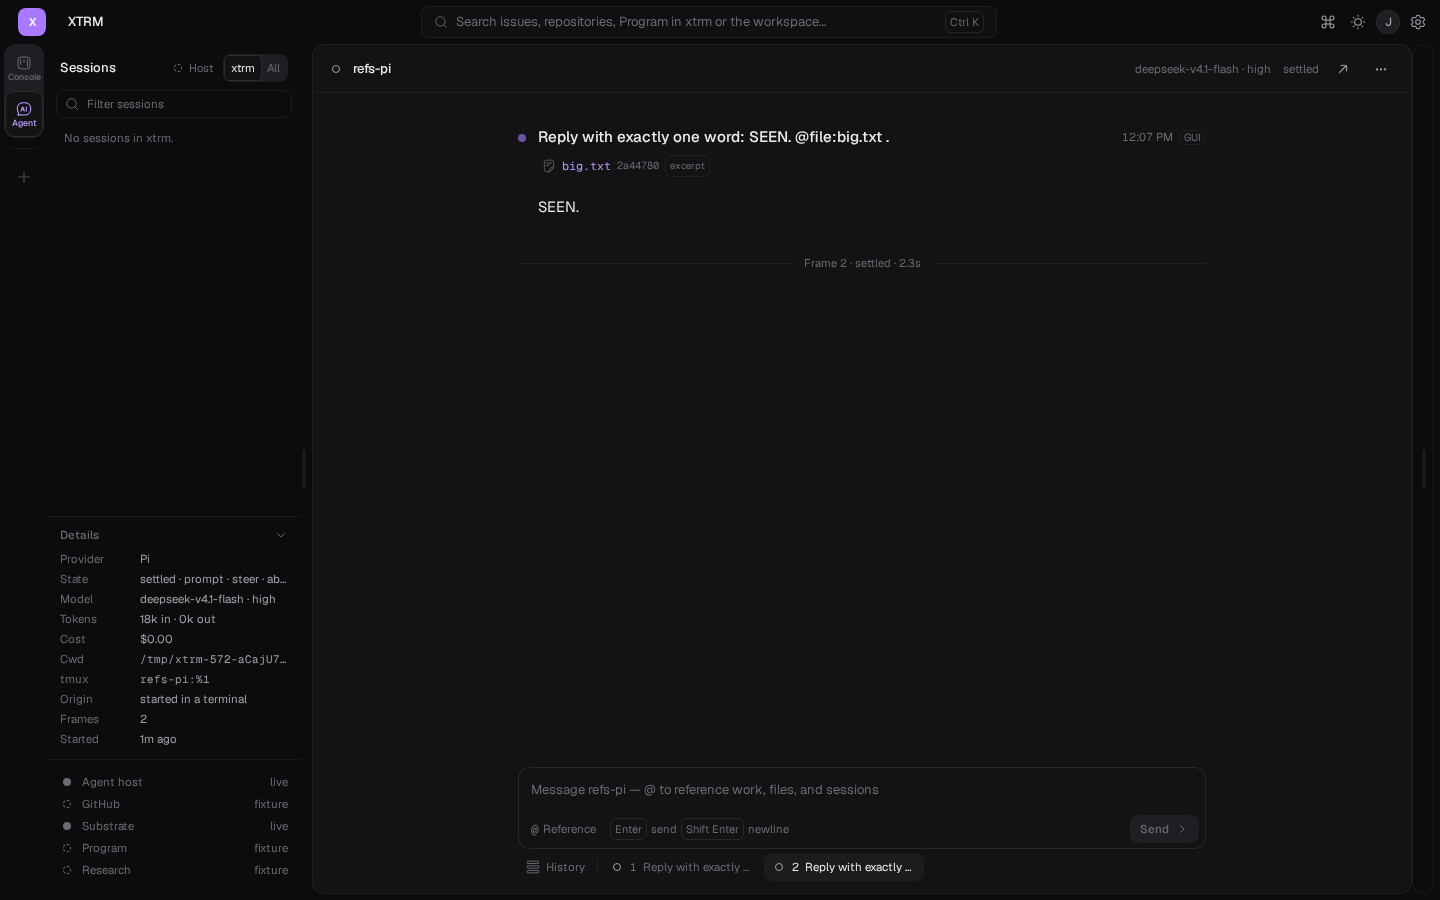 X XTRM
Search issues, repositories, Program in xtrm or the workspace... Ctrl K
J
Console
AI
Agent
Sessions Host xtrm All
Filter sessions
No sessions in xtrm.
refs-pi deepseek-v4.1-flash · high settled
Reply with exactly one word: SEEN. @file:big.txt . 12:07 PM GUI
big.txt 2a44780 excerpt
SEEN.
Frame 2 · settled · 2.3s
Details
Provider Pi
State settled · prompt · steer · ab...
Model deepseek-v4.1-flash · high
Tokens 18k in · 0k out
Cost $0.00
Cwd /tmp/xtrm-572-aCajU7...
tmux refs-pi:%1
Origin started in a terminal
Frames 2
Started 1m ago
Agent host live
GitHub fixture
Substrate live
Program fixture
Research fixture
Message refs-pi — @ to reference work, files, and sessions
@ Reference Enter send Shift Enter newline Send
History 1 Reply with exactly ... 2 Reply with exactly ...